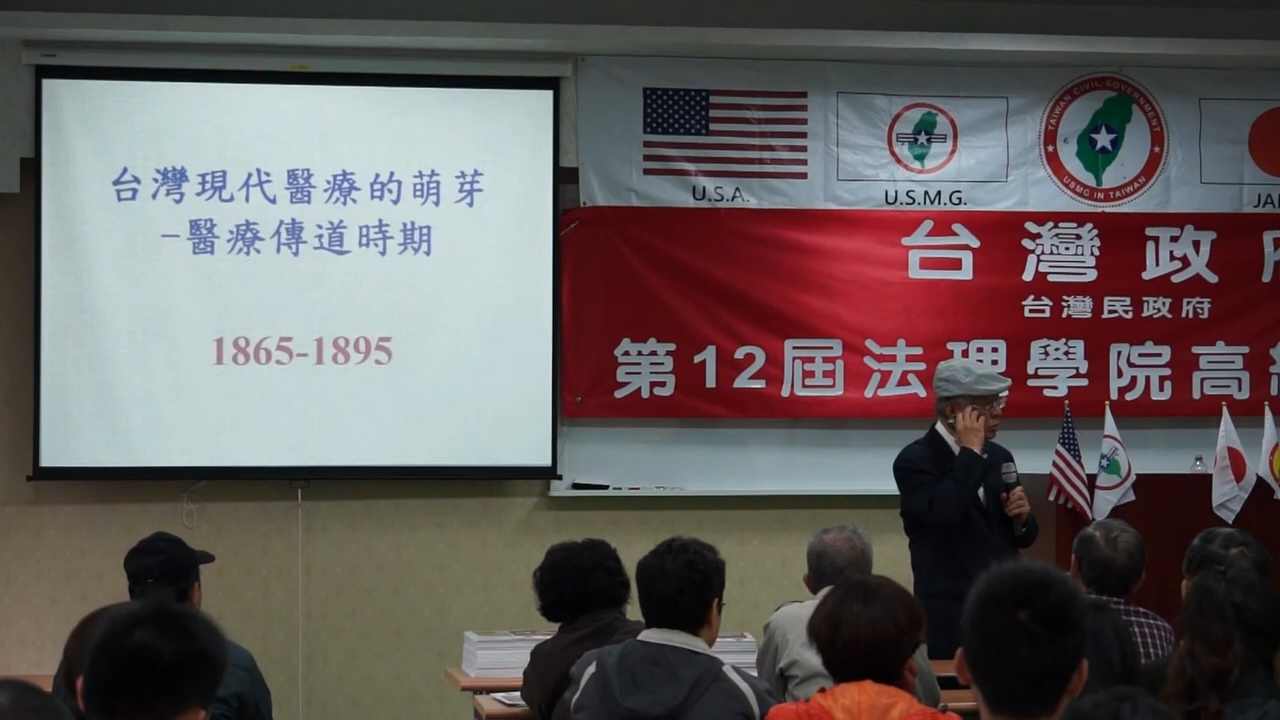 台灣現代醫療的萌芽
-醫療傳道時期
1865-1895
U.S.A.
U.S.M.G.
TAIWAN CIVIL GOVERNMENT
USMG IN TAIWAN
台灣政
台灣民政府
第12屆法理學院高